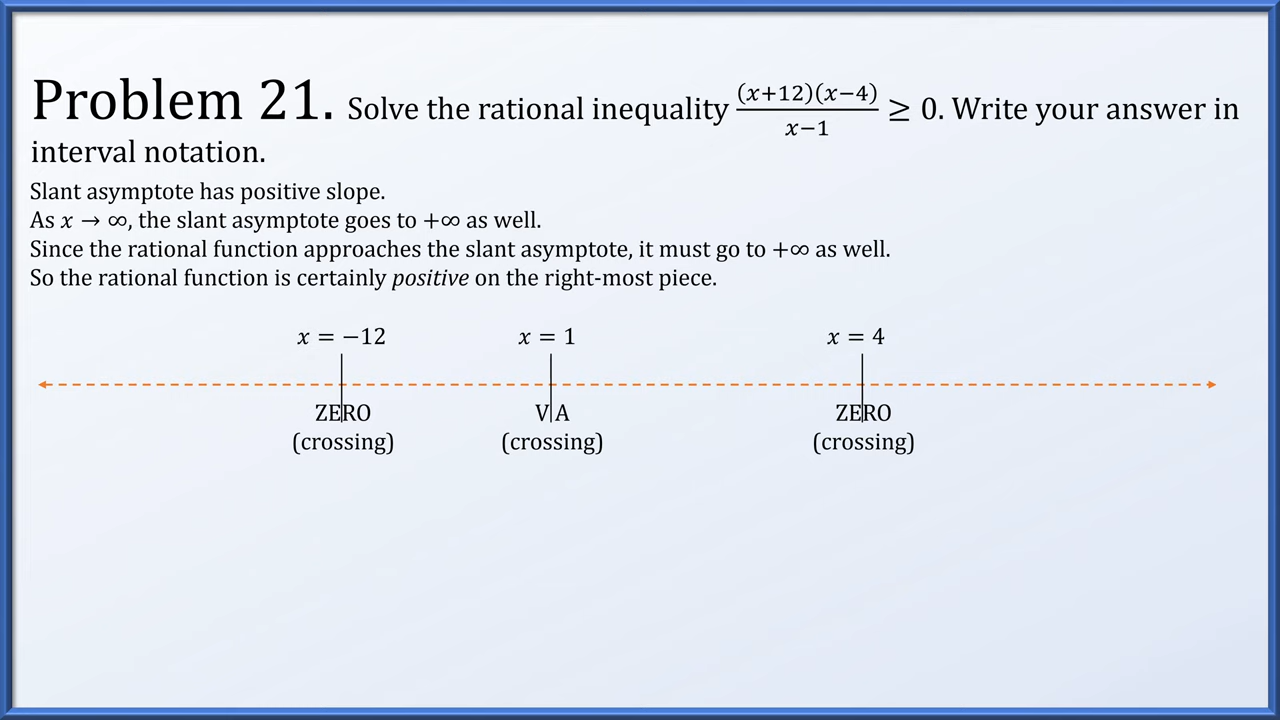 Problem 21. Solve the rational inequality \frac{(x+12)(x−4)}{x−1} ≥ 0. Write your answer in
interval notation.
Slant asymptote has positive slope.
As x → ∞, the slant asymptote goes to +∞ as well.
Since the rational function approaches the slant asymptote, it must go to +∞ as well.
So the rational function is certainly positive on the right-most piece.
x = −12 x = 1 x = 4
ZERO VA ZERO
(crossing) (crossing) (crossing)